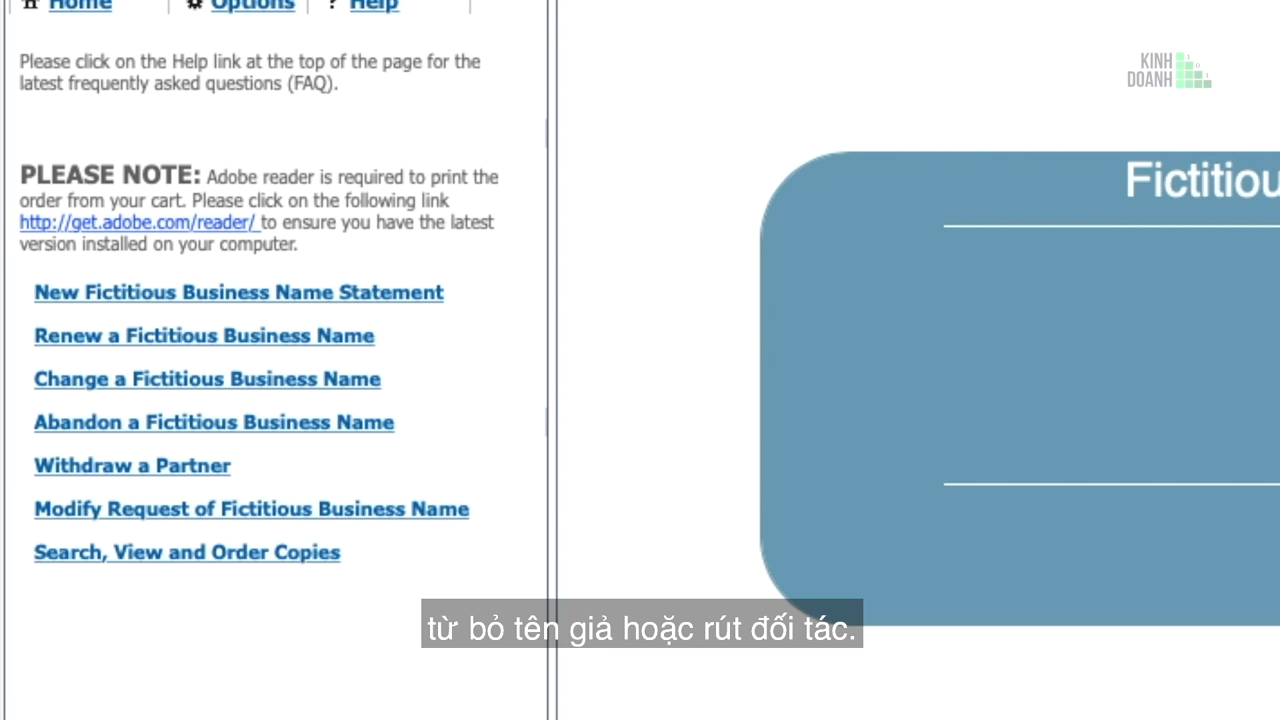 Home Options ? Help
Please click on the Help link at the top of the page for the
latest frequently asked questions (FAQ).
PLEASE NOTE: Adobe reader is required to print the
order from your cart. Please click on the following link
http://get.adobe.com/reader/ to ensure you have the latest
version installed on your computer.
New Fictitious Business Name Statement
Renew a Fictitious Business Name
Change a Fictitious Business Name
Abandon a Fictitious Business Name
Withdraw a Partner
Modify Request of Fictitious Business Name
Search, View and Order Copies
KINH
DOANH
Fictitiou
từ bỏ tên giả hoặc rút đối tác.